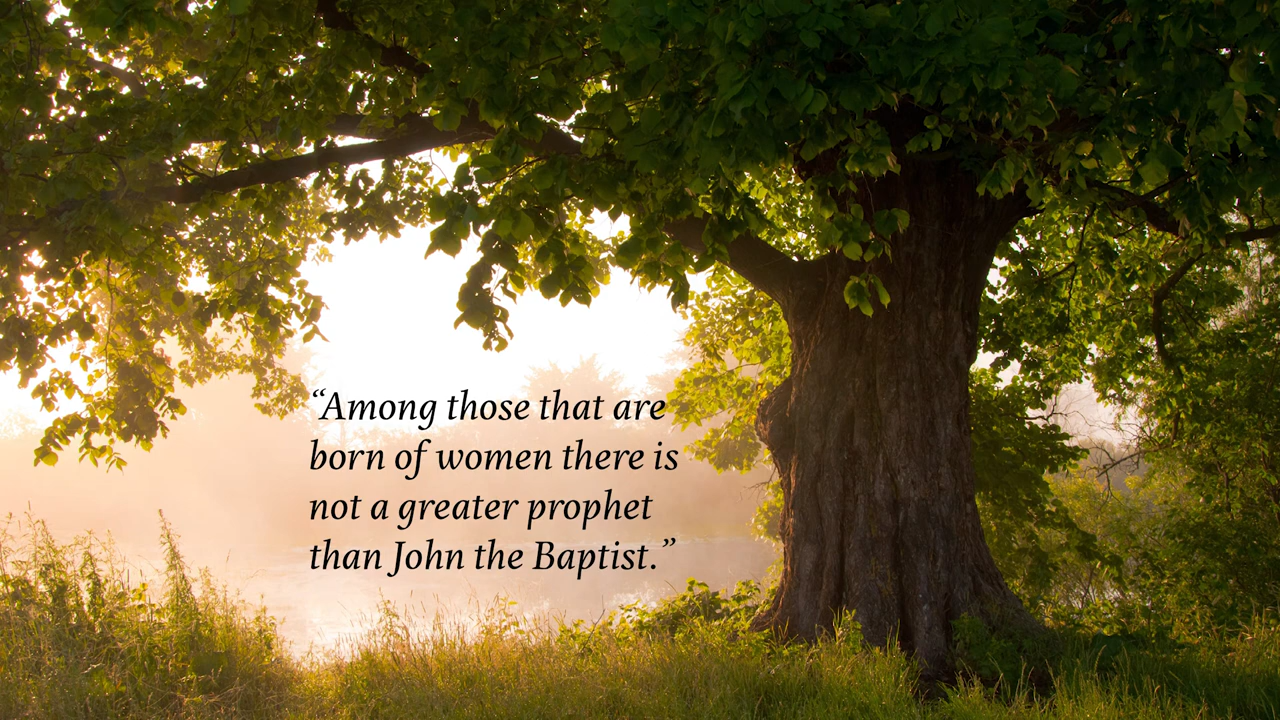 “Among those that are
born of women there is
not a greater prophet
than John the Baptist.”